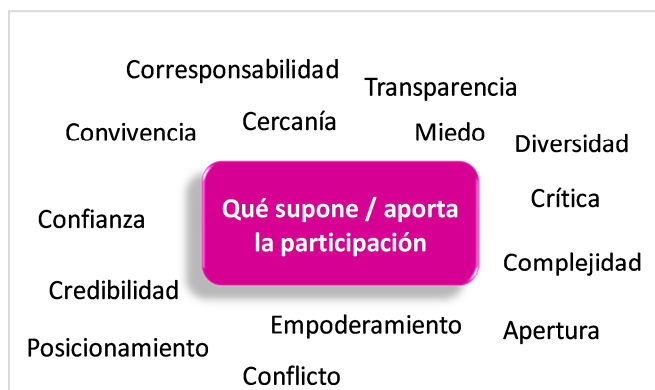 Corresponsabilidad
Transparencia
Cercanía
Convivencia
Miedo
Diversidad
Qué supone / aporta
la participación
Crítica
Confianza
Complejidad
Credibilidad
Empoderamiento
Apertura
Posicionamiento
Conflicto